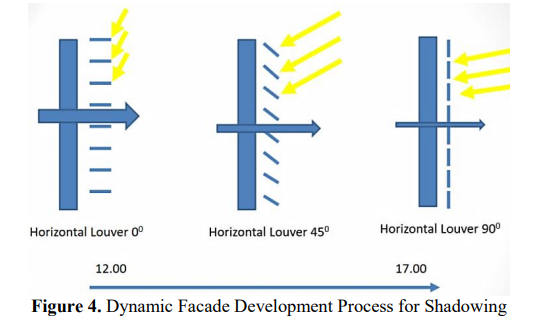 Horizontal Louver 0⁰ Horizontal Louver 45⁰ Horizontal Louver 90⁰
12.00 17.00
Figure 4. Dynamic Facade Development Process for Shadowing